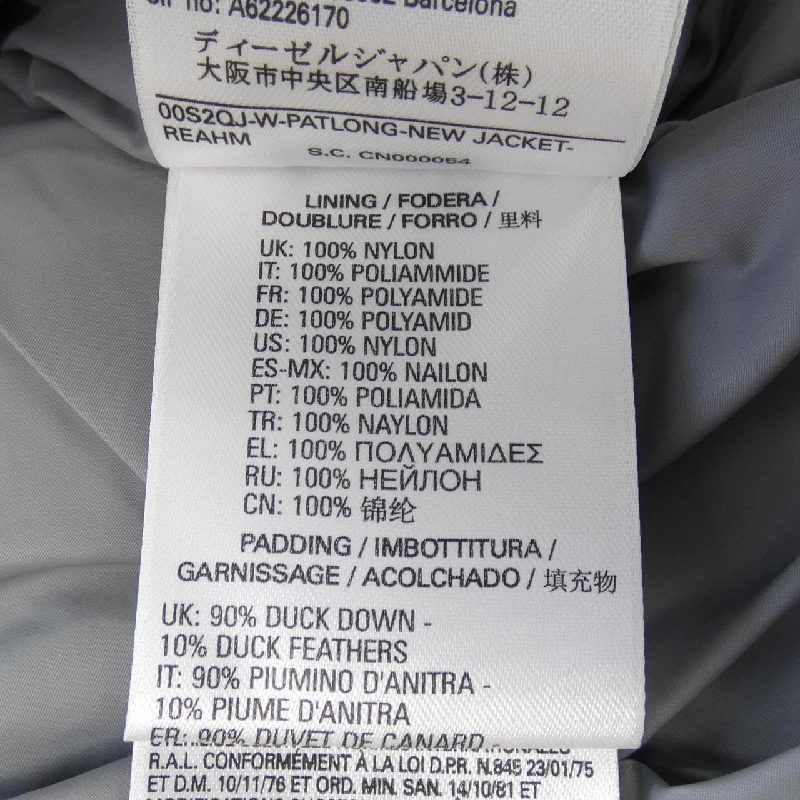 Barcelona
cif no: A62226170
ディーゼルジャパン(株)
大阪市中央区南船場3-12-12
00S2QJ-W-PATLONG-NEW JACKET-
REAHM
S.C. CN000054
LINING / FODERA /
DOUBLURE / FORRO / 里料
UK: 100% NYLON
IT: 100% POLIAMMIDE
FR: 100% POLYAMIDE
DE: 100% POLYAMID
US: 100% NYLON
ES-MX: 100% NAILON
PT: 100% POLIAMIDA
TR: 100% NAYLON
EL: 100% ΠΟΛΥΑΜΙΔΕΣ
RU: 100% НЕЙЛОН
CN: 100% 锦纶
PADDING / IMBOTTITURA /
GARNISSAGE / ACOLCHADO / 填充物
UK: 90% DUCK DOWN -
10% DUCK FEATHERS
IT: 90% PIUMINO D'ANITRA -
10% PIUME D'ANITRA
FR: 90% DUVET DE CANARD -
R.A.L. CONFORMÉMENT À LA LOI D.P.R. N.845 23/01/75
ET D.M. 10/11/76 ET ORD. MIN. SAN. 14/10/81 ET